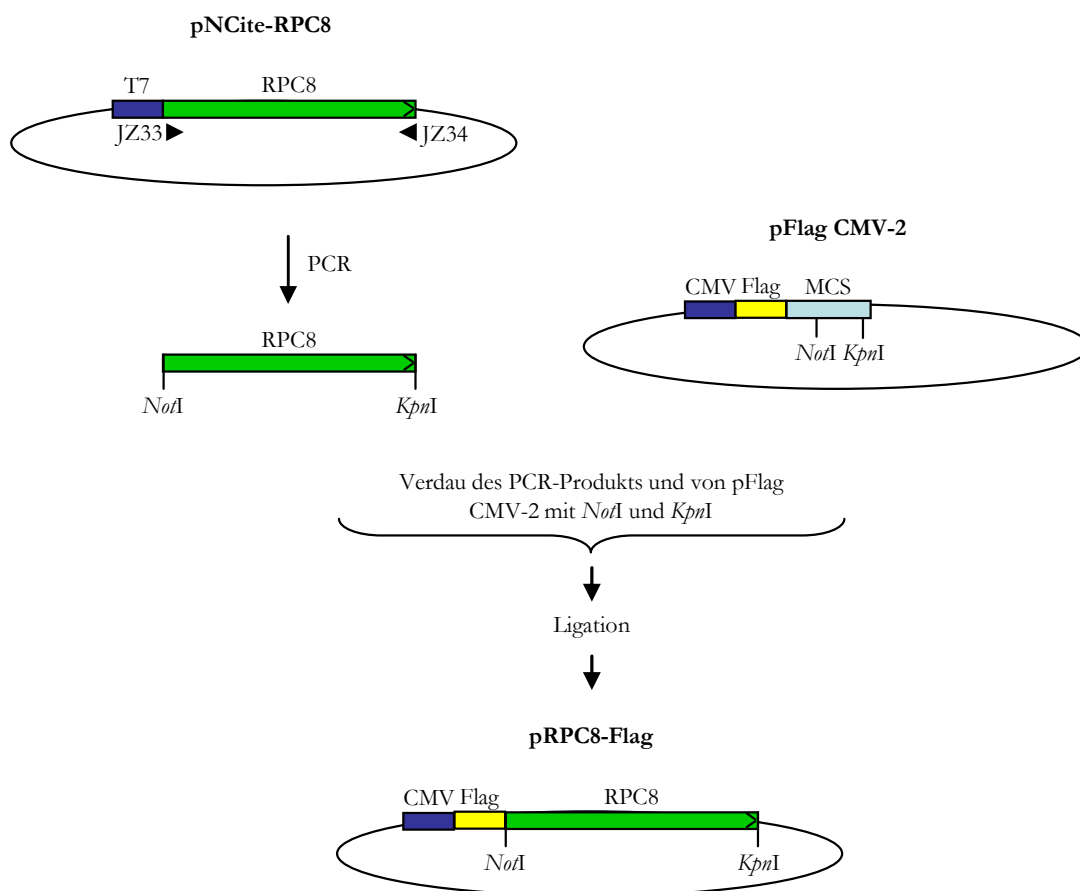 pNCite-RPC8
T7 RPC8
JZ33 JZ34
PCR
pFlag CMV-2
CMV Flag MCS
NotI KpnI
RPC8
NotI KpnI
Verdau des PCR-Produkts und von pFlag
CMV-2 mit NotI und KpnI
Ligation
pRPC8-Flag
CMV Flag RPC8
NotI KpnI